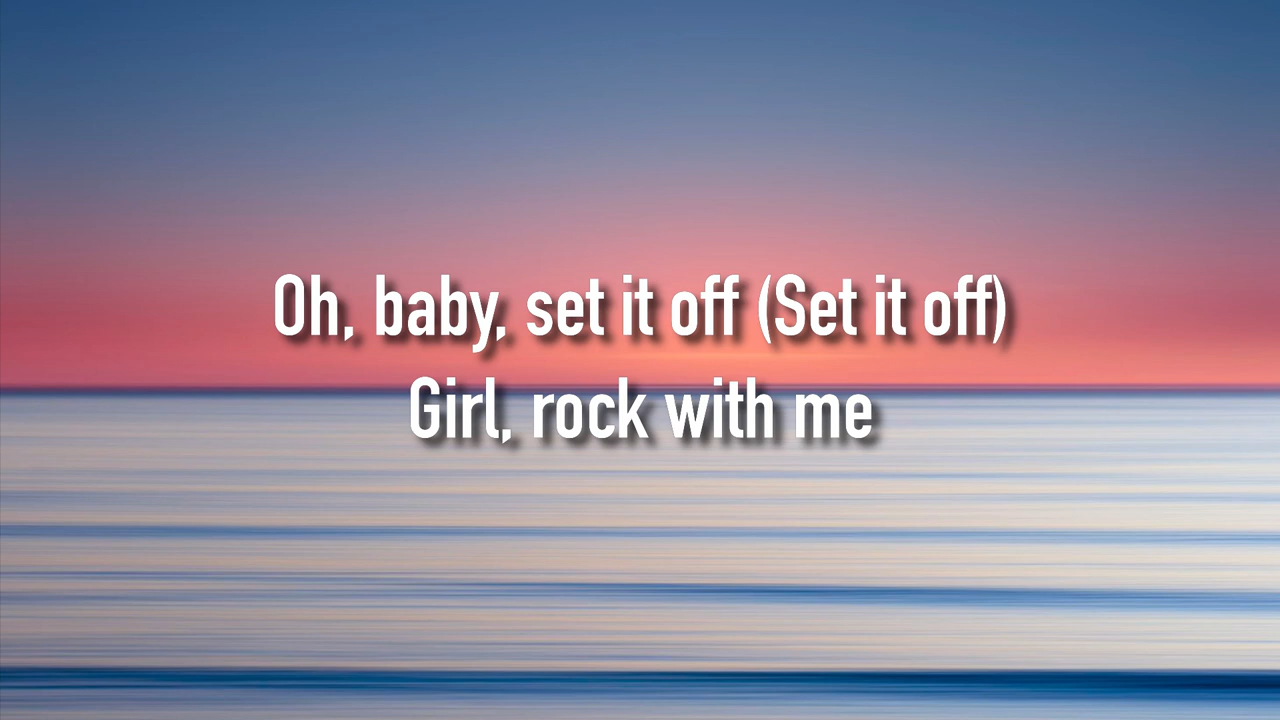 Oh, baby, set it off (Set it off)
Girl, rock with me